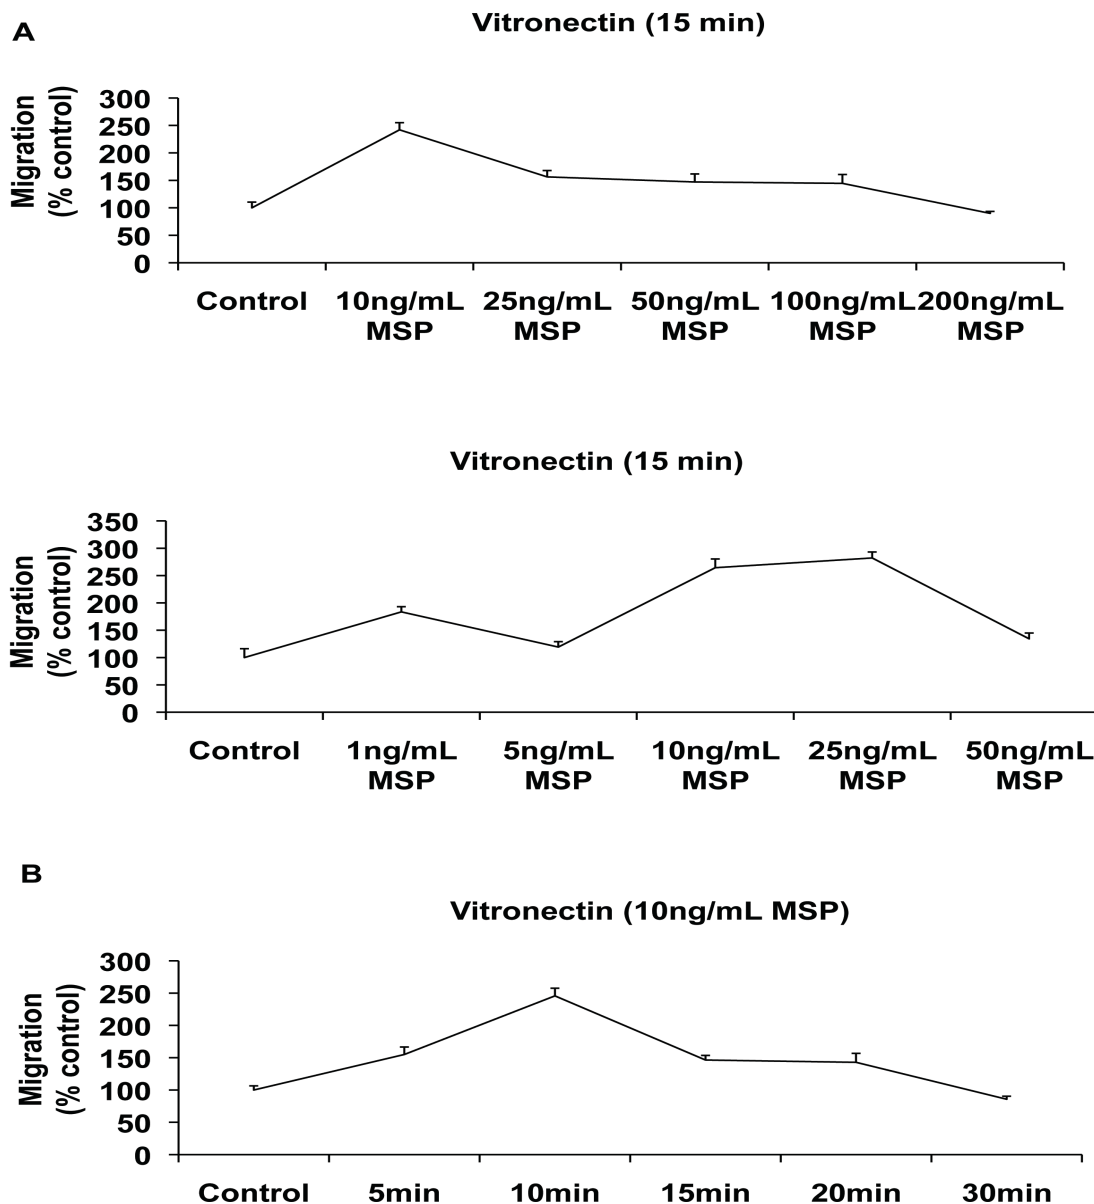 A
Vitronectin (15 min)
Migration
(% control)
300
250
200
150
100
50
0
Control 10ng/mL 25ng/mL 50ng/mL 100ng/mL 200ng/mL
MSP MSP MSP MSP MSP
Vitronectin (15 min)
Migration
(% control)
350
300
250
200
150
100
50
0
Control 1ng/mL 5ng/mL 10ng/mL 25ng/mL 50ng/mL
MSP MSP MSP MSP MSP
B
Vitronectin (10ng/mL MSP)
Migration
(% control)
300
250
200
150
100
50
0
Control 5min 10min 15min 20min 30min